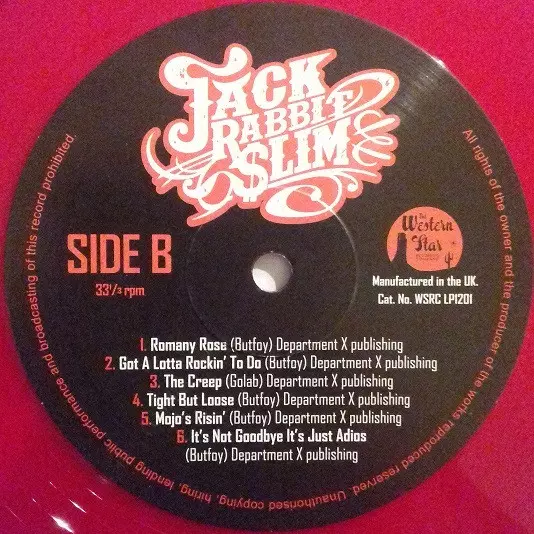 JACK
RABBIT
$LIM
SIDE B
33⅓ rpm
The
Western
Star
Manufactured in the UK.
Cat. No. WSRC LP1201
1. Romany Rose (Butfoy) Department X publishing
2. Got A Lotta Rockin' To Do (Butfoy) Department X publishing
3. The Creep (Golab) Department X publishing
4. Tight But Loose (Butfoy) Department X publishing
5. Mojo's Risin' (Butfoy) Department X publishing
6. It's Not Goodbye It's Just Adios
(Butfoy) Department X publishing
All rights of the owner and the producer of the works reproduced reserved. Unauthorised copying, hiring, lending public performance and broadcasting of this record prohibited.